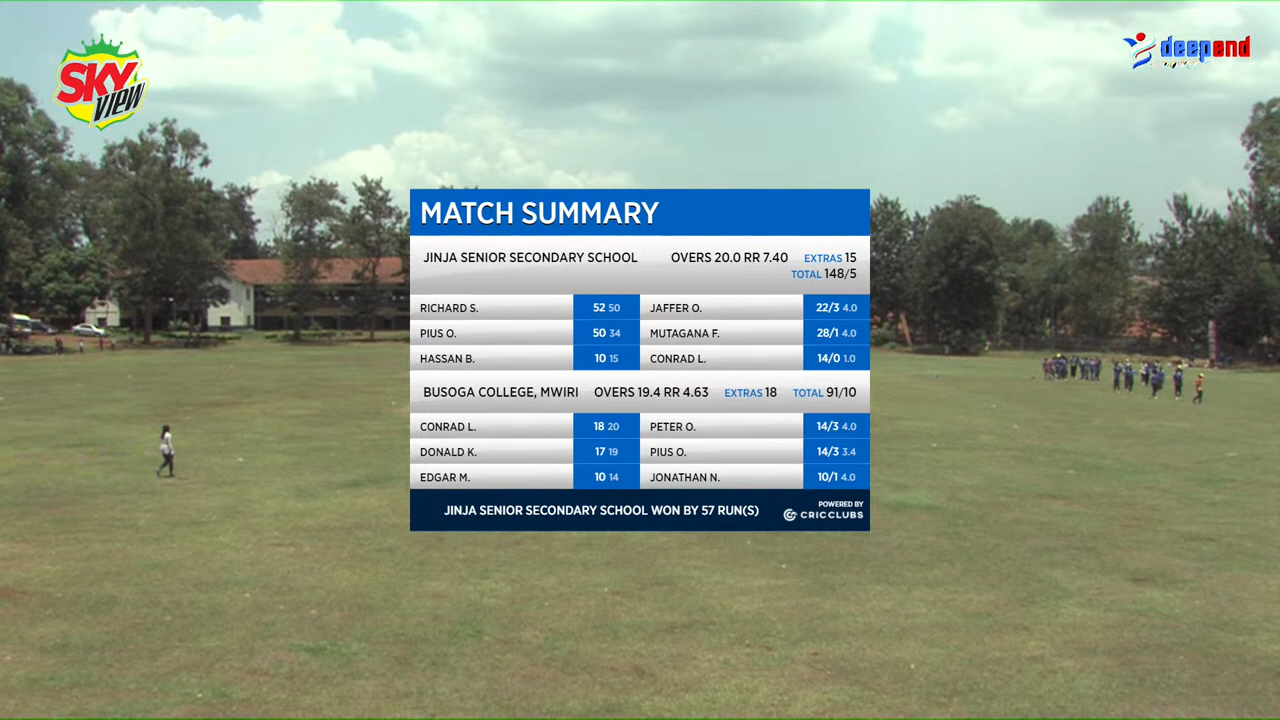 SKY
VIEW
deepend
MATCH SUMMARY
JINJA SENIOR SECONDARY SCHOOL OVERS 20.0 RR 7.40 EXTRAS 15
TOTAL 148/5
RICHARD S. 52 50 JAFFER O. 22/3 4.0
PIUS O. 50 34 MUTAGANA F. 28/1 4.0
HASSAN B. 10 15 CONRAD L. 14/0 1.0
BUSOGA COLLEGE, MWIRI OVERS 19.4 RR 4.63 EXTRAS 18 TOTAL 91/10
CONRAD L. 18 20 PETER O. 14/3 4.0
DONALD K. 17 19 PIUS O. 14/3 3.4
EDGAR M. 10 14 JONATHAN N. 10/1 4.0
JINJA SENIOR SECONDARY SCHOOL WON BY 57 RUN(S)
POWERED BY
CRICCLUBS